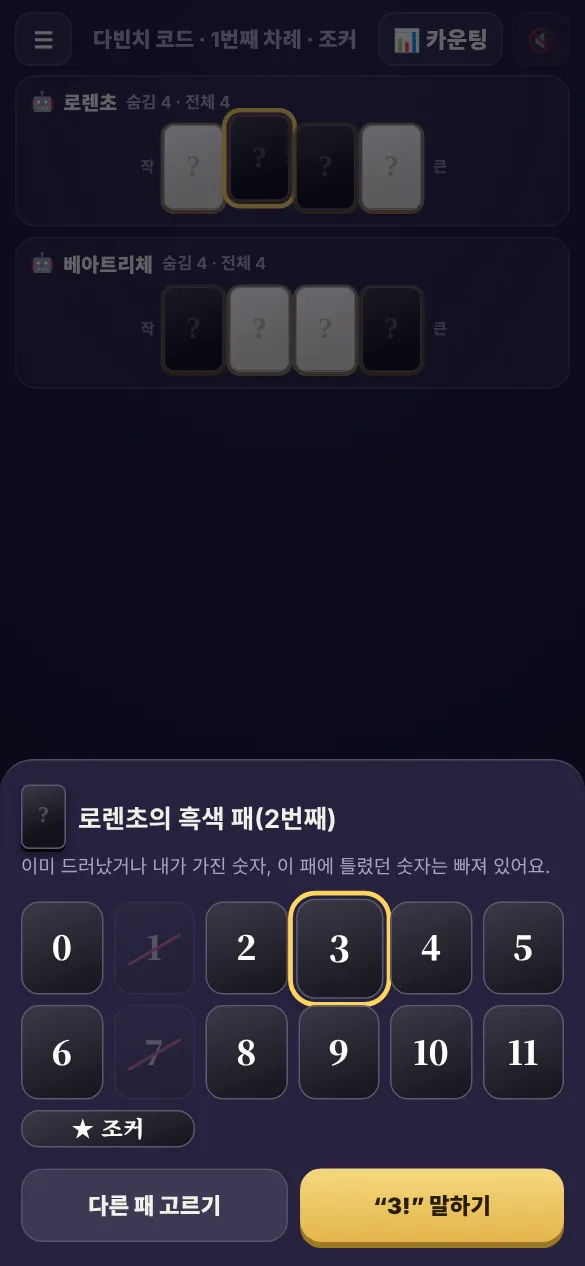 ☰ 다빈치 코드 · 1번째 차례 · 조커 📊 카운팅 🔇
🤖 로렌초 숨김 4 · 전체 4
작 ? ? ? ? 큰
🤖 베아트리체 숨김 4 · 전체 4
작 ? ? ? ? 큰
? 로렌초의 흑색 패(2번째)
이미 드러났거나 내가 가진 숫자, 이 패에 틀렸던 숫자는 빠져 있어요.
0 1 2 3 4 5
6 7 8 9 10 11
★ 조커
다른 패 고르기 “3!” 말하기